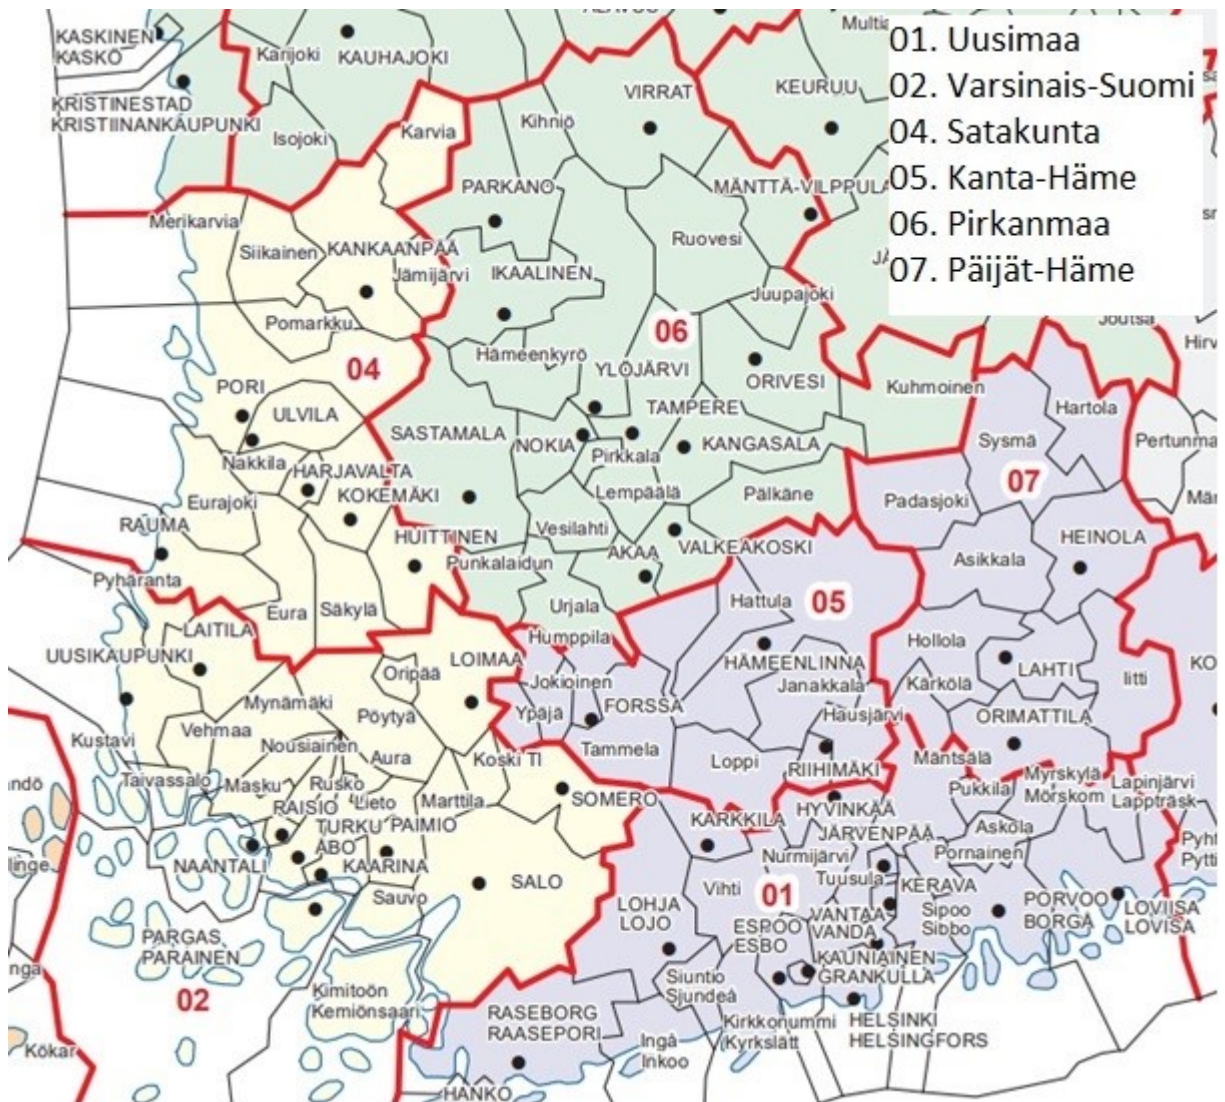 KASKINEN
KASKÖ
KRISTINESTAD
KRISTIINANKAUPUNKI
Karijoki
KAUHAJOKI
Isojoki
Karvia
Kihniö
VIRRAT
KEURUU
01. Uusimaa
02. Varsinais-Suomi
04. Satakunta
05. Kanta-Häme
06. Pirkanmaa
07. Päijät-Häme
PARKANO
MÄNTTÄ-VILPPULA
Merikarvia
Siikainen
KANKAANPÄÄ
Jämijärvi
IKAALINEN
Ruovesi
Juupajoki
Joutsa
Pomarkku
04
06
Hämeenkyrö
YLÖJÄRVI
ORIVESI
Kuhmoinen
Hartola
PORI
ULVILA
SASTAMALA
NOKIA
TAMPERE
Pirkkala
KANGASALA
Sysmä
07
Nakkila
HARJAVALTA
KOKEMÄKI
Eurajoki
Lempäälä
Pälkäne
Padasjoki
RAUMA
HUITTINEN
Vesilahti
AKAA
VALKEAKOSKI
Asikkala
HEINOLA
Pyhäranta
Punkalaidun
Eura
Säkylä
Urjala
Hattula
05
LAITILA
Humppila
Hollola
UUSIKAUPUNKI
Oripää
LOIMAA
Jokioinen
HÄMEENLINNA
Janakkala
LAHTI
Kärkölä
Iitti
Mynämäki
Pöytyä
Ypäjä
FORSSA
Hausjärvi
ORIMATTILA
Kustavi
Vehmaa
Nousiainen
Aura
Koski Tl
Tammela
Loppi
RIIHIMÄKI
Mäntsälä
Taivassalo
Masku
Rusko
Lieto
Marttila
SOMERO
Pukkila
Myrskylä
Mörskom
Lapinjärvi
Lappträsk
RAISIO
TURKU
ÅBO
PAIMIO
KARKKILA
HYVINKÄÄ
JÄRVENPÄÄ
Askola
NAANTALI
KAARINA
Nurmijärvi
Tuusula
Pornainen
Sauvo
SALO
Vihti
01
KERAVA
PORVOO
BORGÅ
LOVIISA
LOVISA
LOHJA
LOJO
VANTAA
VANDA
Sipoo
Sibbo
PARGAS
PARAINEN
ESPOO
ESBO
KAUNIAINEN
GRANKULLA
02
Kimitoön
Kemiönsaari
Siuntio
Sjundeå
RASEBORG
RAASEPORI
Kirkkonummi
Kyrkslätt
HELSINKI
HELSINGFORS
Kökar
Ingå
Inkoo
HANKO